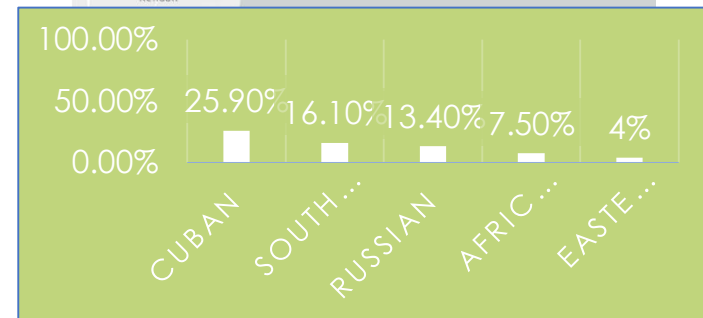 100.00%
50.00%
0.00%
25.90%
16.10%
13.40%
7.50%
4%
CUBAN
SOUTH ...
RUSSIAN
AFRIC ...
EASTE ...